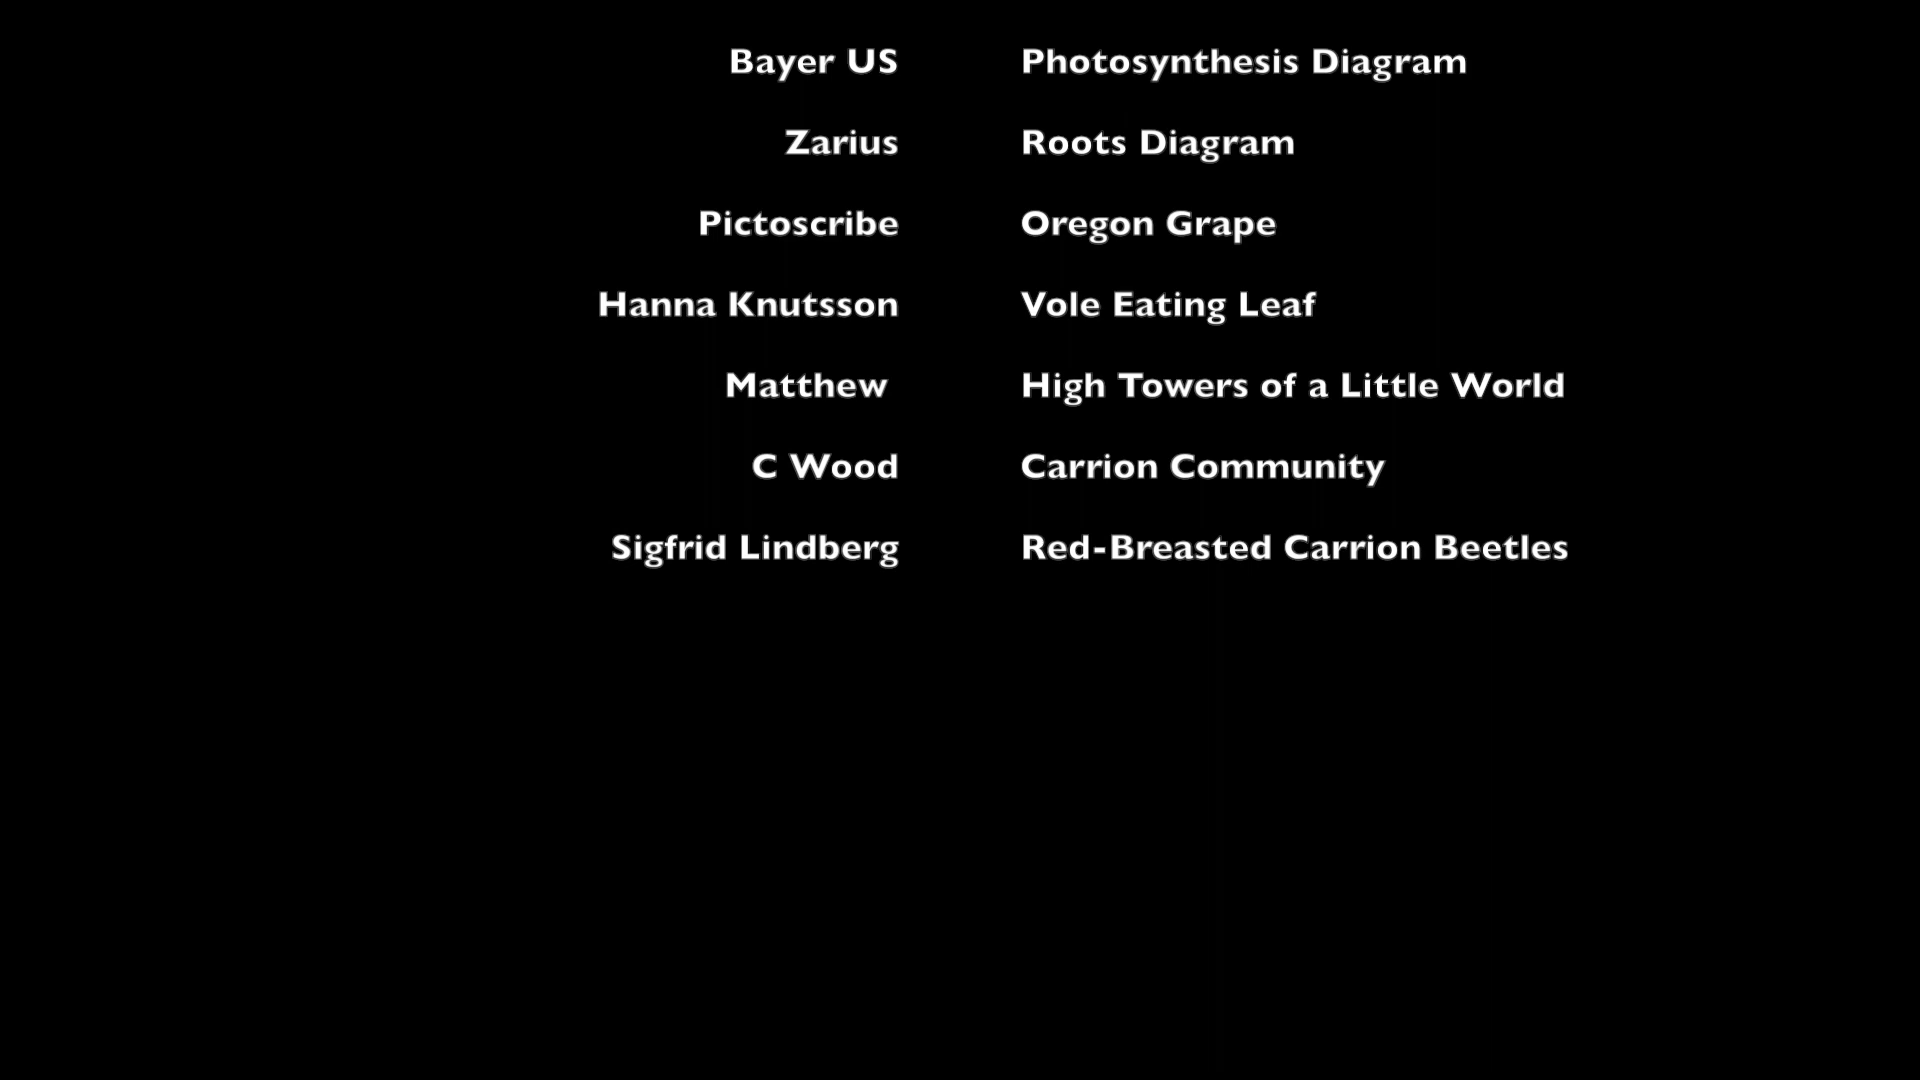 Bayer US Photosynthesis Diagram
Zarius Roots Diagram
Pictoscribe Oregon Grape
Hanna Knutsson Vole Eating Leaf
Matthew High Towers of a Little World
C Wood Carrion Community
Sigfrid Lindberg Red-Breasted Carrion Beetles